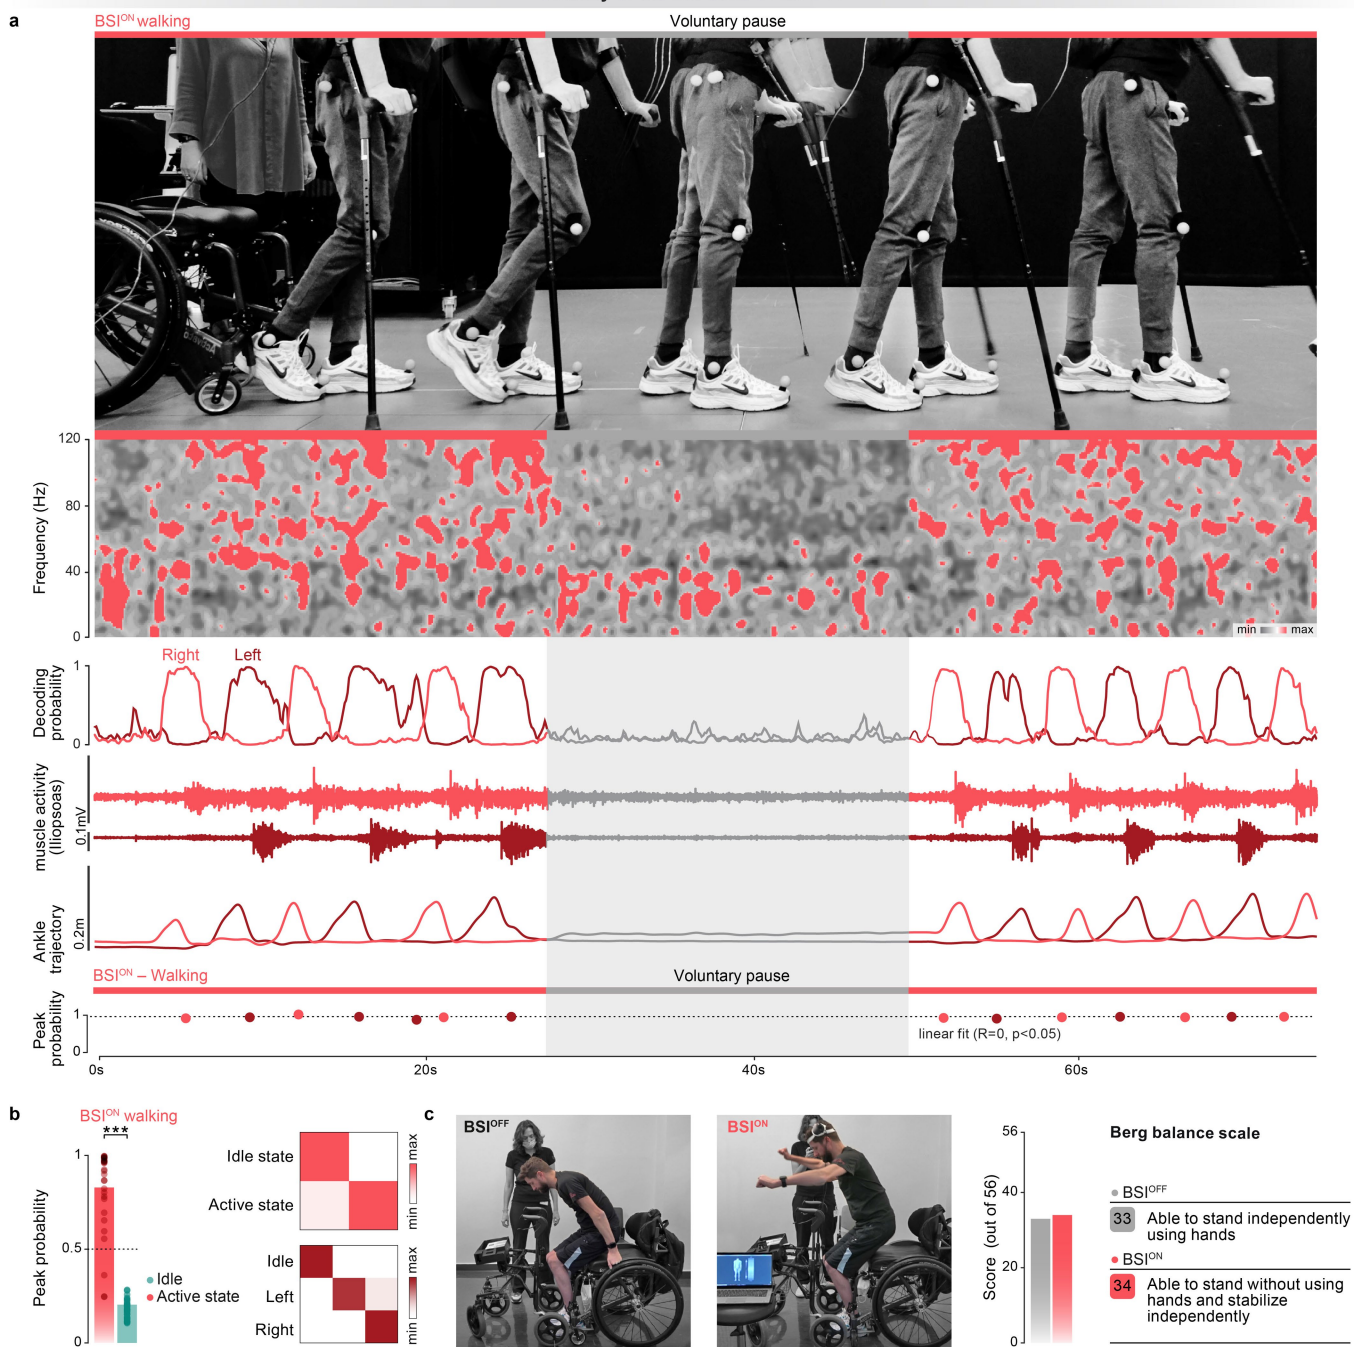 a
BSI^ON walking
Voluntary pause
120
80
40
0
Frequency (Hz)
min max
Right
Left
1
0
Decoding
probability
muscle activity
(Iliopsoas)
0.1mV
Ankle
trajectory
0.2m
BSI^ON – Walking
Voluntary pause
Peak
probability
1
0
linear fit (R=0, p<0.05)
0s
20s
40s
60s
b
BSI^ON walking
***
1
0.5
0
Peak probability
Idle
Active state
Idle state
Active state
min max
Idle
Left
Right
min max
c
BSI^OFF
BSI^ON
56
40
20
0
Score (out of 56)
Berg balance scale
BSI^OFF
33 Able to stand independently
using hands
BSI^ON
34 Able to stand without using
hands and stabilize
independently